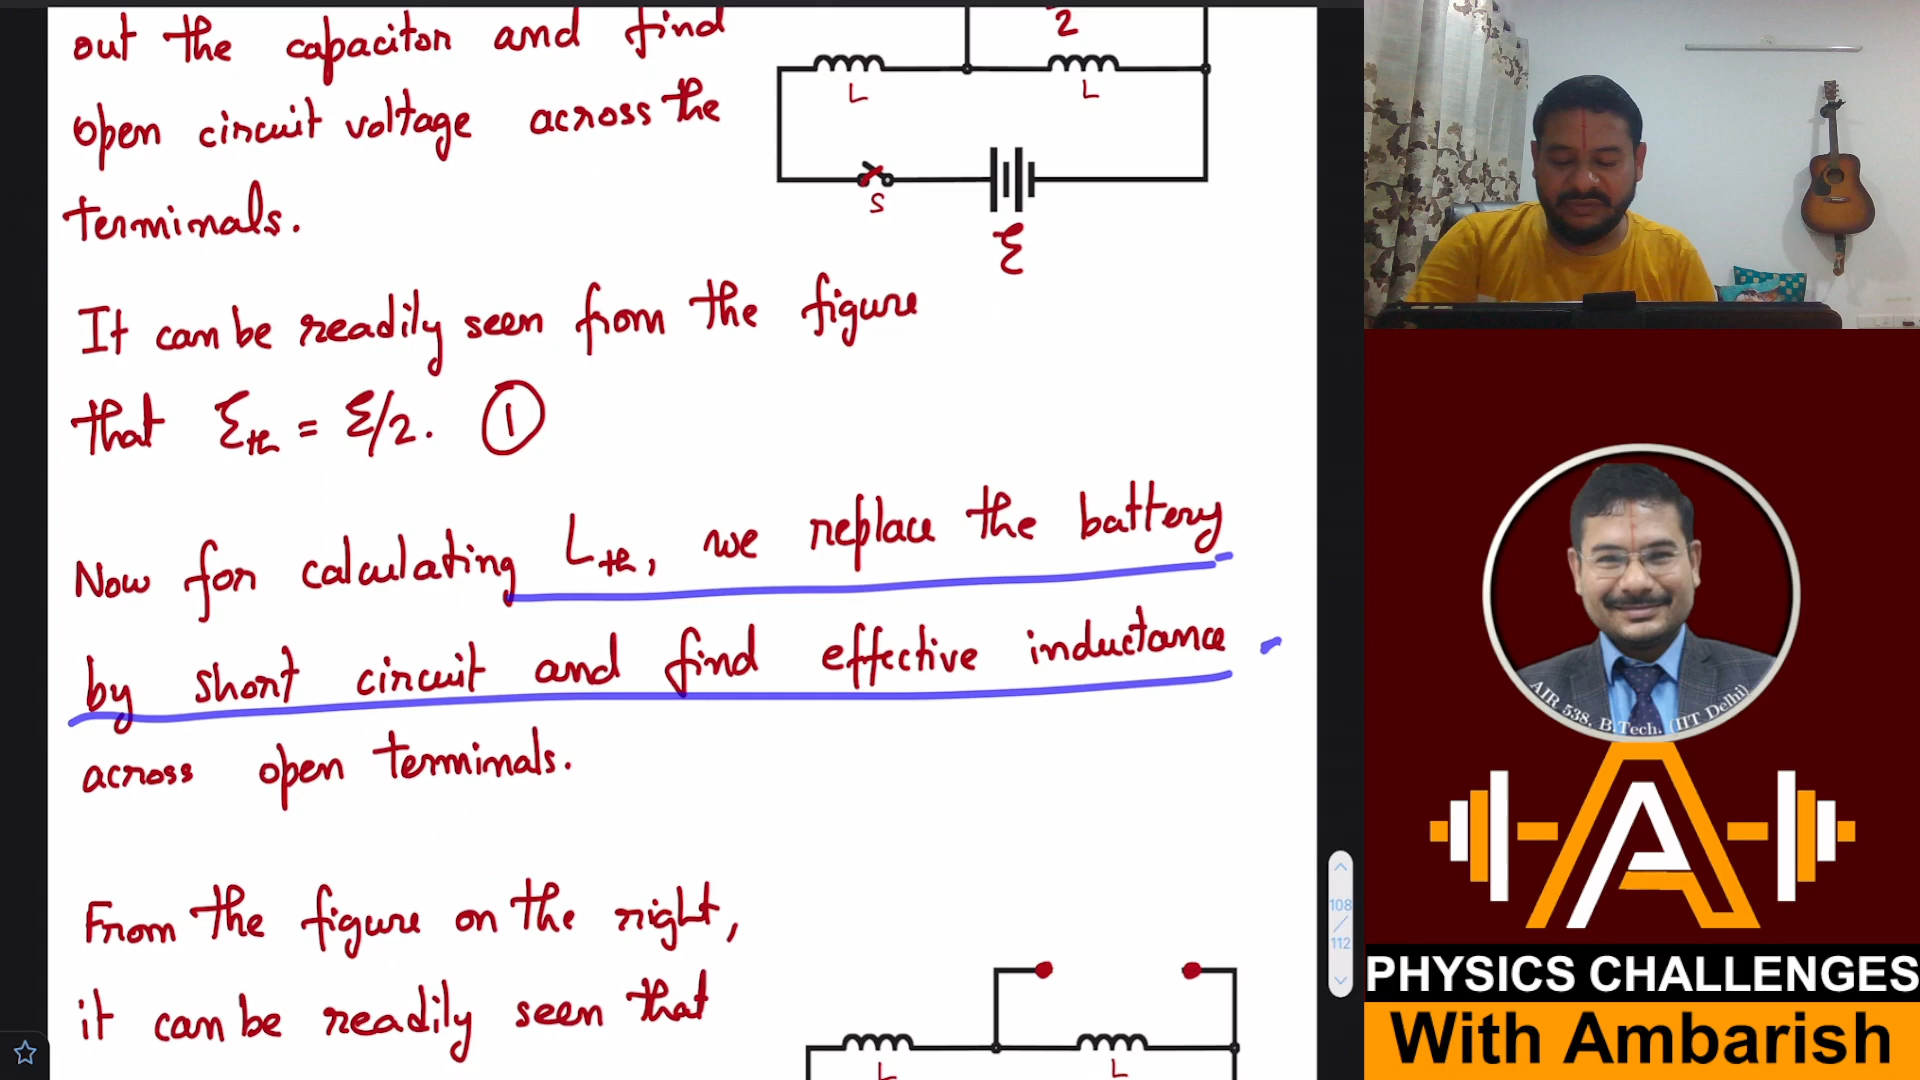 out the capacitor and find
open circuit voltage across the
terminals.
2
L
L
S
ℰ
It can be readily seen from the figure
that ℰth = ℰ/2. ①
Now for calculating Lth, we replace the battery
by short circuit and find effective inductance
across open terminals.
From the figure on the right,
it can be readily seen that
L
L
108
/
112
AIR 538, B.Tech. (IIT Delhi)
A
PHYSICS CHALLENGES
With Ambarish